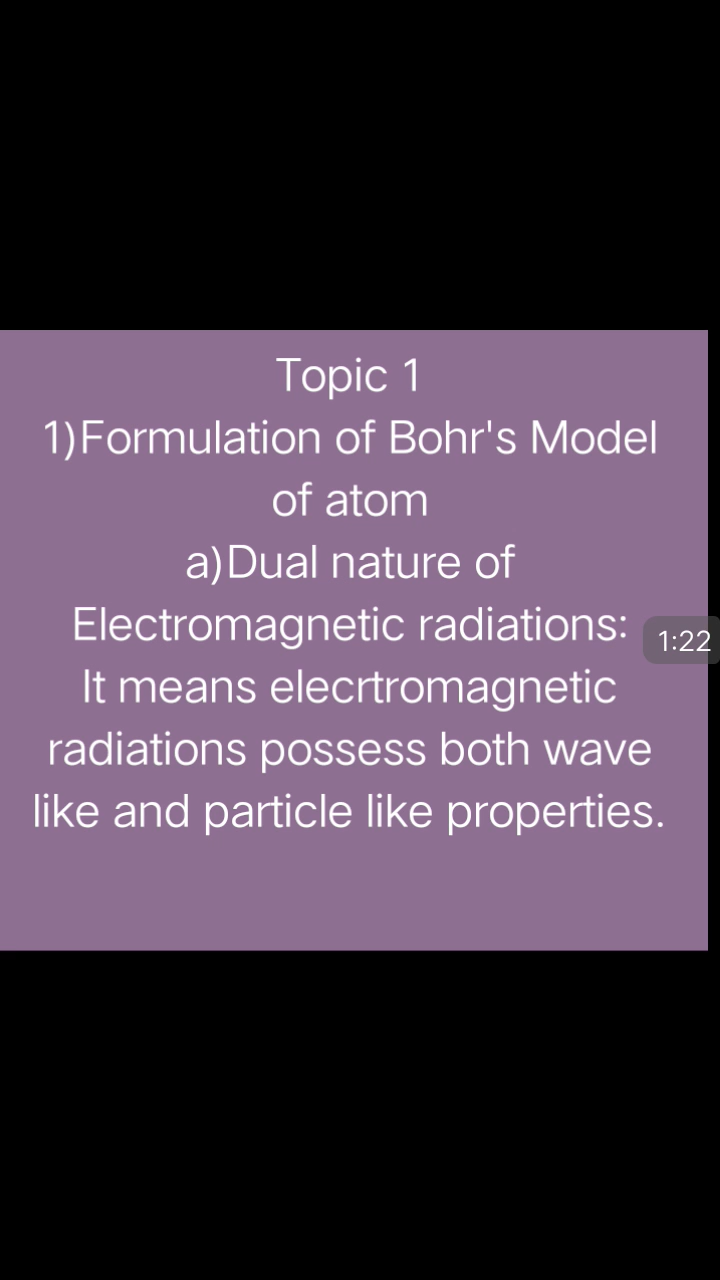 Topic 1
1)Formulation of Bohr's Model
of atom
a)Dual nature of
Electromagnetic radiations:
1:22
It means elecrtromagnetic
radiations possess both wave
like and particle like properties.